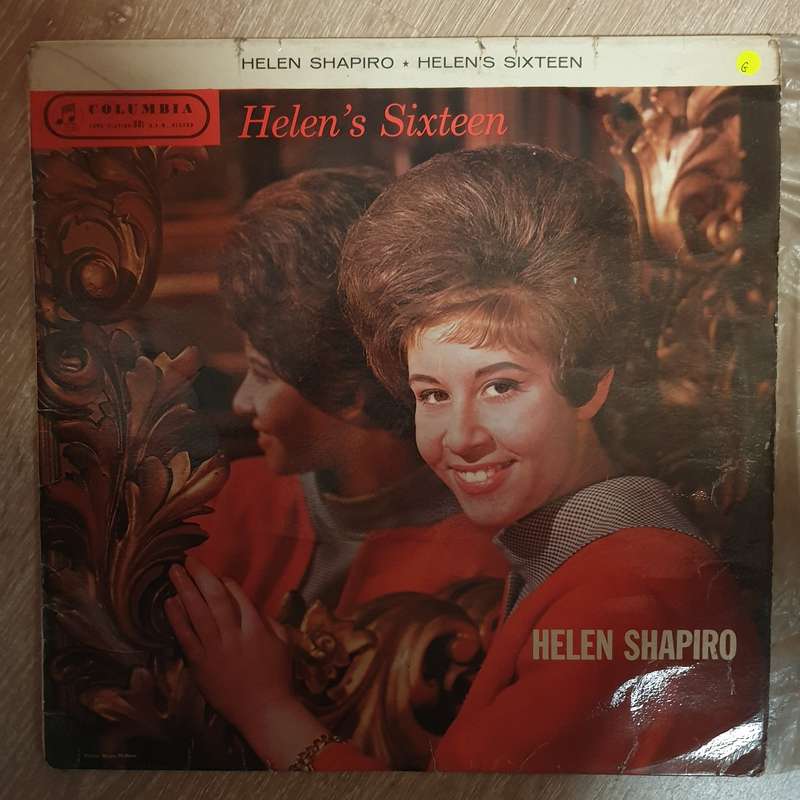 HELEN SHAPIRO ★ HELEN'S SIXTEEN
G
COLUMBIA
Helen's Sixteen
HELEN SHAPIRO